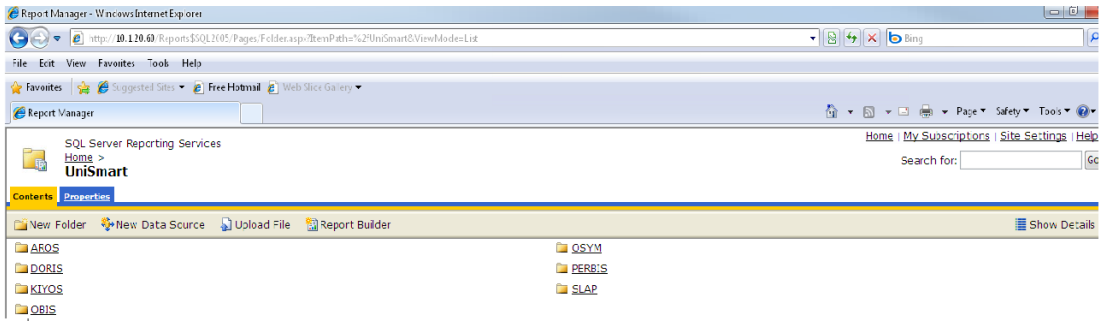 Report Manager - Windows Internet Explorer
http://10.1.20.60/Reports$SQL2005/Pages/Folder.aspx?ItemPath=%2fUniSmart&ViewMode=List
Bing
File Edit View Favorites Tools Help
Favorites Suggested Sites Free Hotmail Web Slice Gallery
Report Manager
Page Safety Tools
SQL Server Reporting Services
Home | My Subscriptions | Site Settings | Help
Home >
Search for: Go
UniSmart
Contents Properties
New Folder New Data Source Upload File Report Builder Show Details
AROS OSYM
DORIS PERBIS
KIYOS SLAP
OBIS